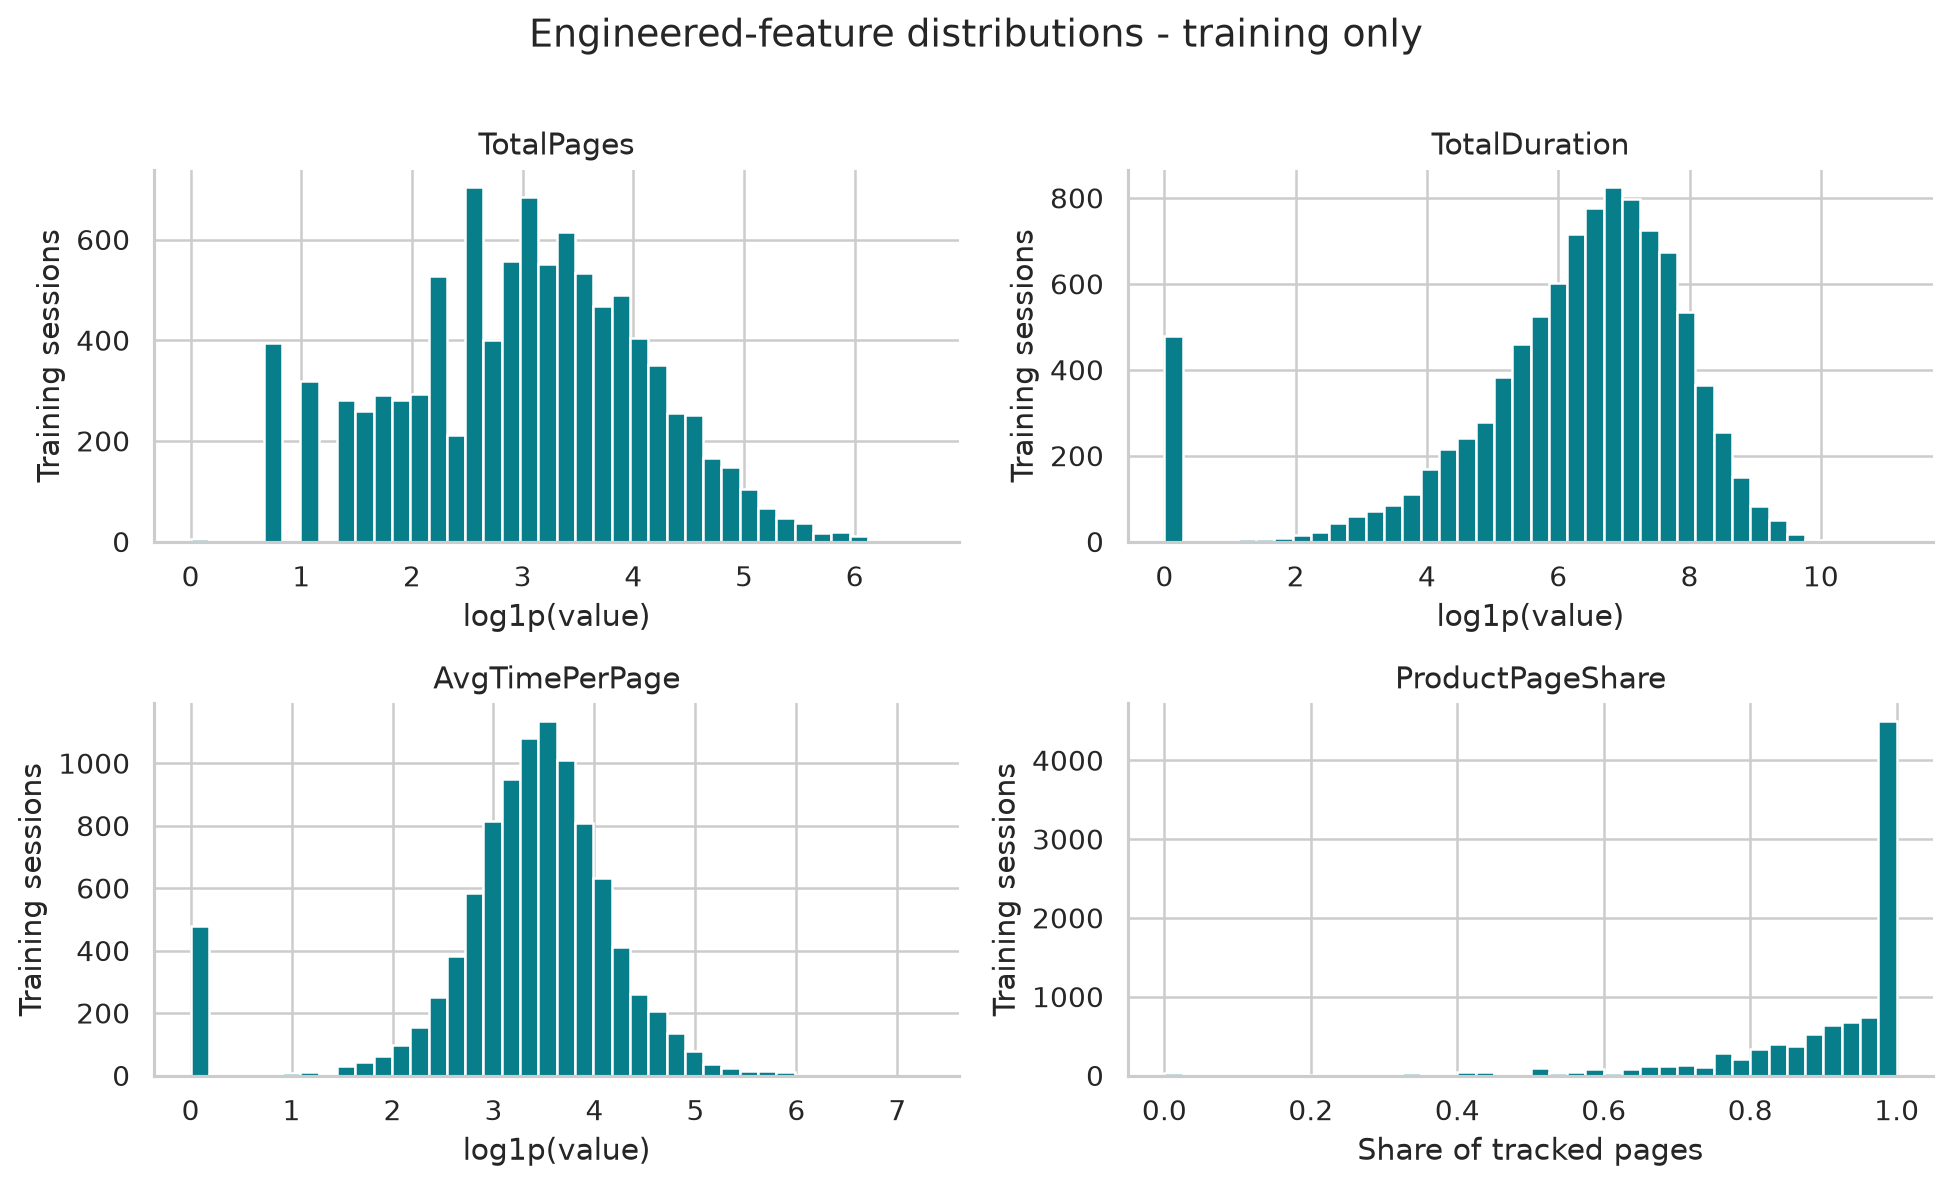 Engineered-feature distributions - training only
TotalPages
Training sessions
600
400
200
0
0 1 2 3 4 5 6
log1p(value)
TotalDuration
Training sessions
800
600
400
200
0
0 2 4 6 8 10
log1p(value)
AvgTimePerPage
Training sessions
1000
800
600
400
200
0
0 1 2 3 4 5 6 7
log1p(value)
ProductPageShare
Training sessions
4000
3000
2000
1000
0
0.0 0.2 0.4 0.6 0.8 1.0
Share of tracked pages